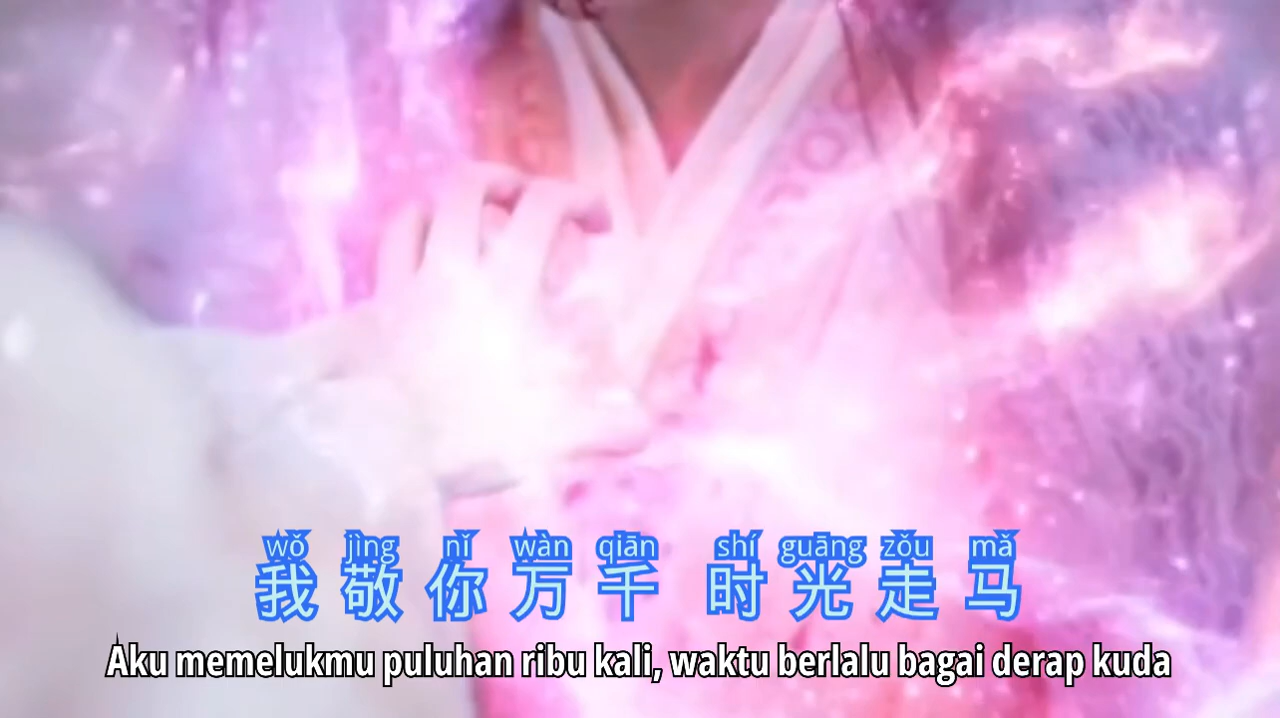 wǒ jìng nǐ wàn qiān shí guāng zǒu mǎ
我敬你万千 时光走马
Aku memelukmu puluhan ribu kali, waktu berlalu bagai derap kuda